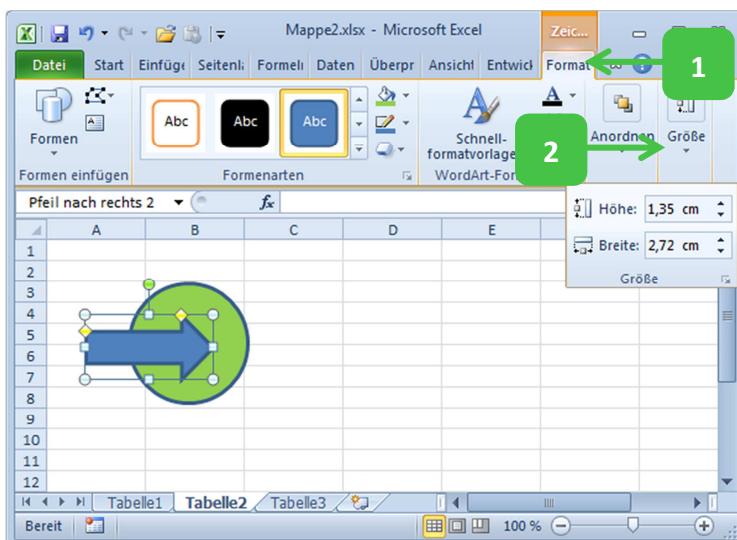 Mappe2.xlsx - Microsoft Excel
Zeic...
Datei Start Einfüge Seitenl Formeln Daten Überpr Ansicht Entwick Format
1
Formen
Abc Abc Abc
Schnell-
formatvorlage
A
Anordnen
Größe
2
Formen einfügen Formenarten WordArt-For
Pfeil nach rechts 2 fx
Höhe: 1,35 cm
Breite: 2,72 cm
Größe
A B C D E
1
2
3
4
5
6
7
8
9
10
11
12
Tabelle1 Tabelle2 Tabelle3
Bereit 100 %